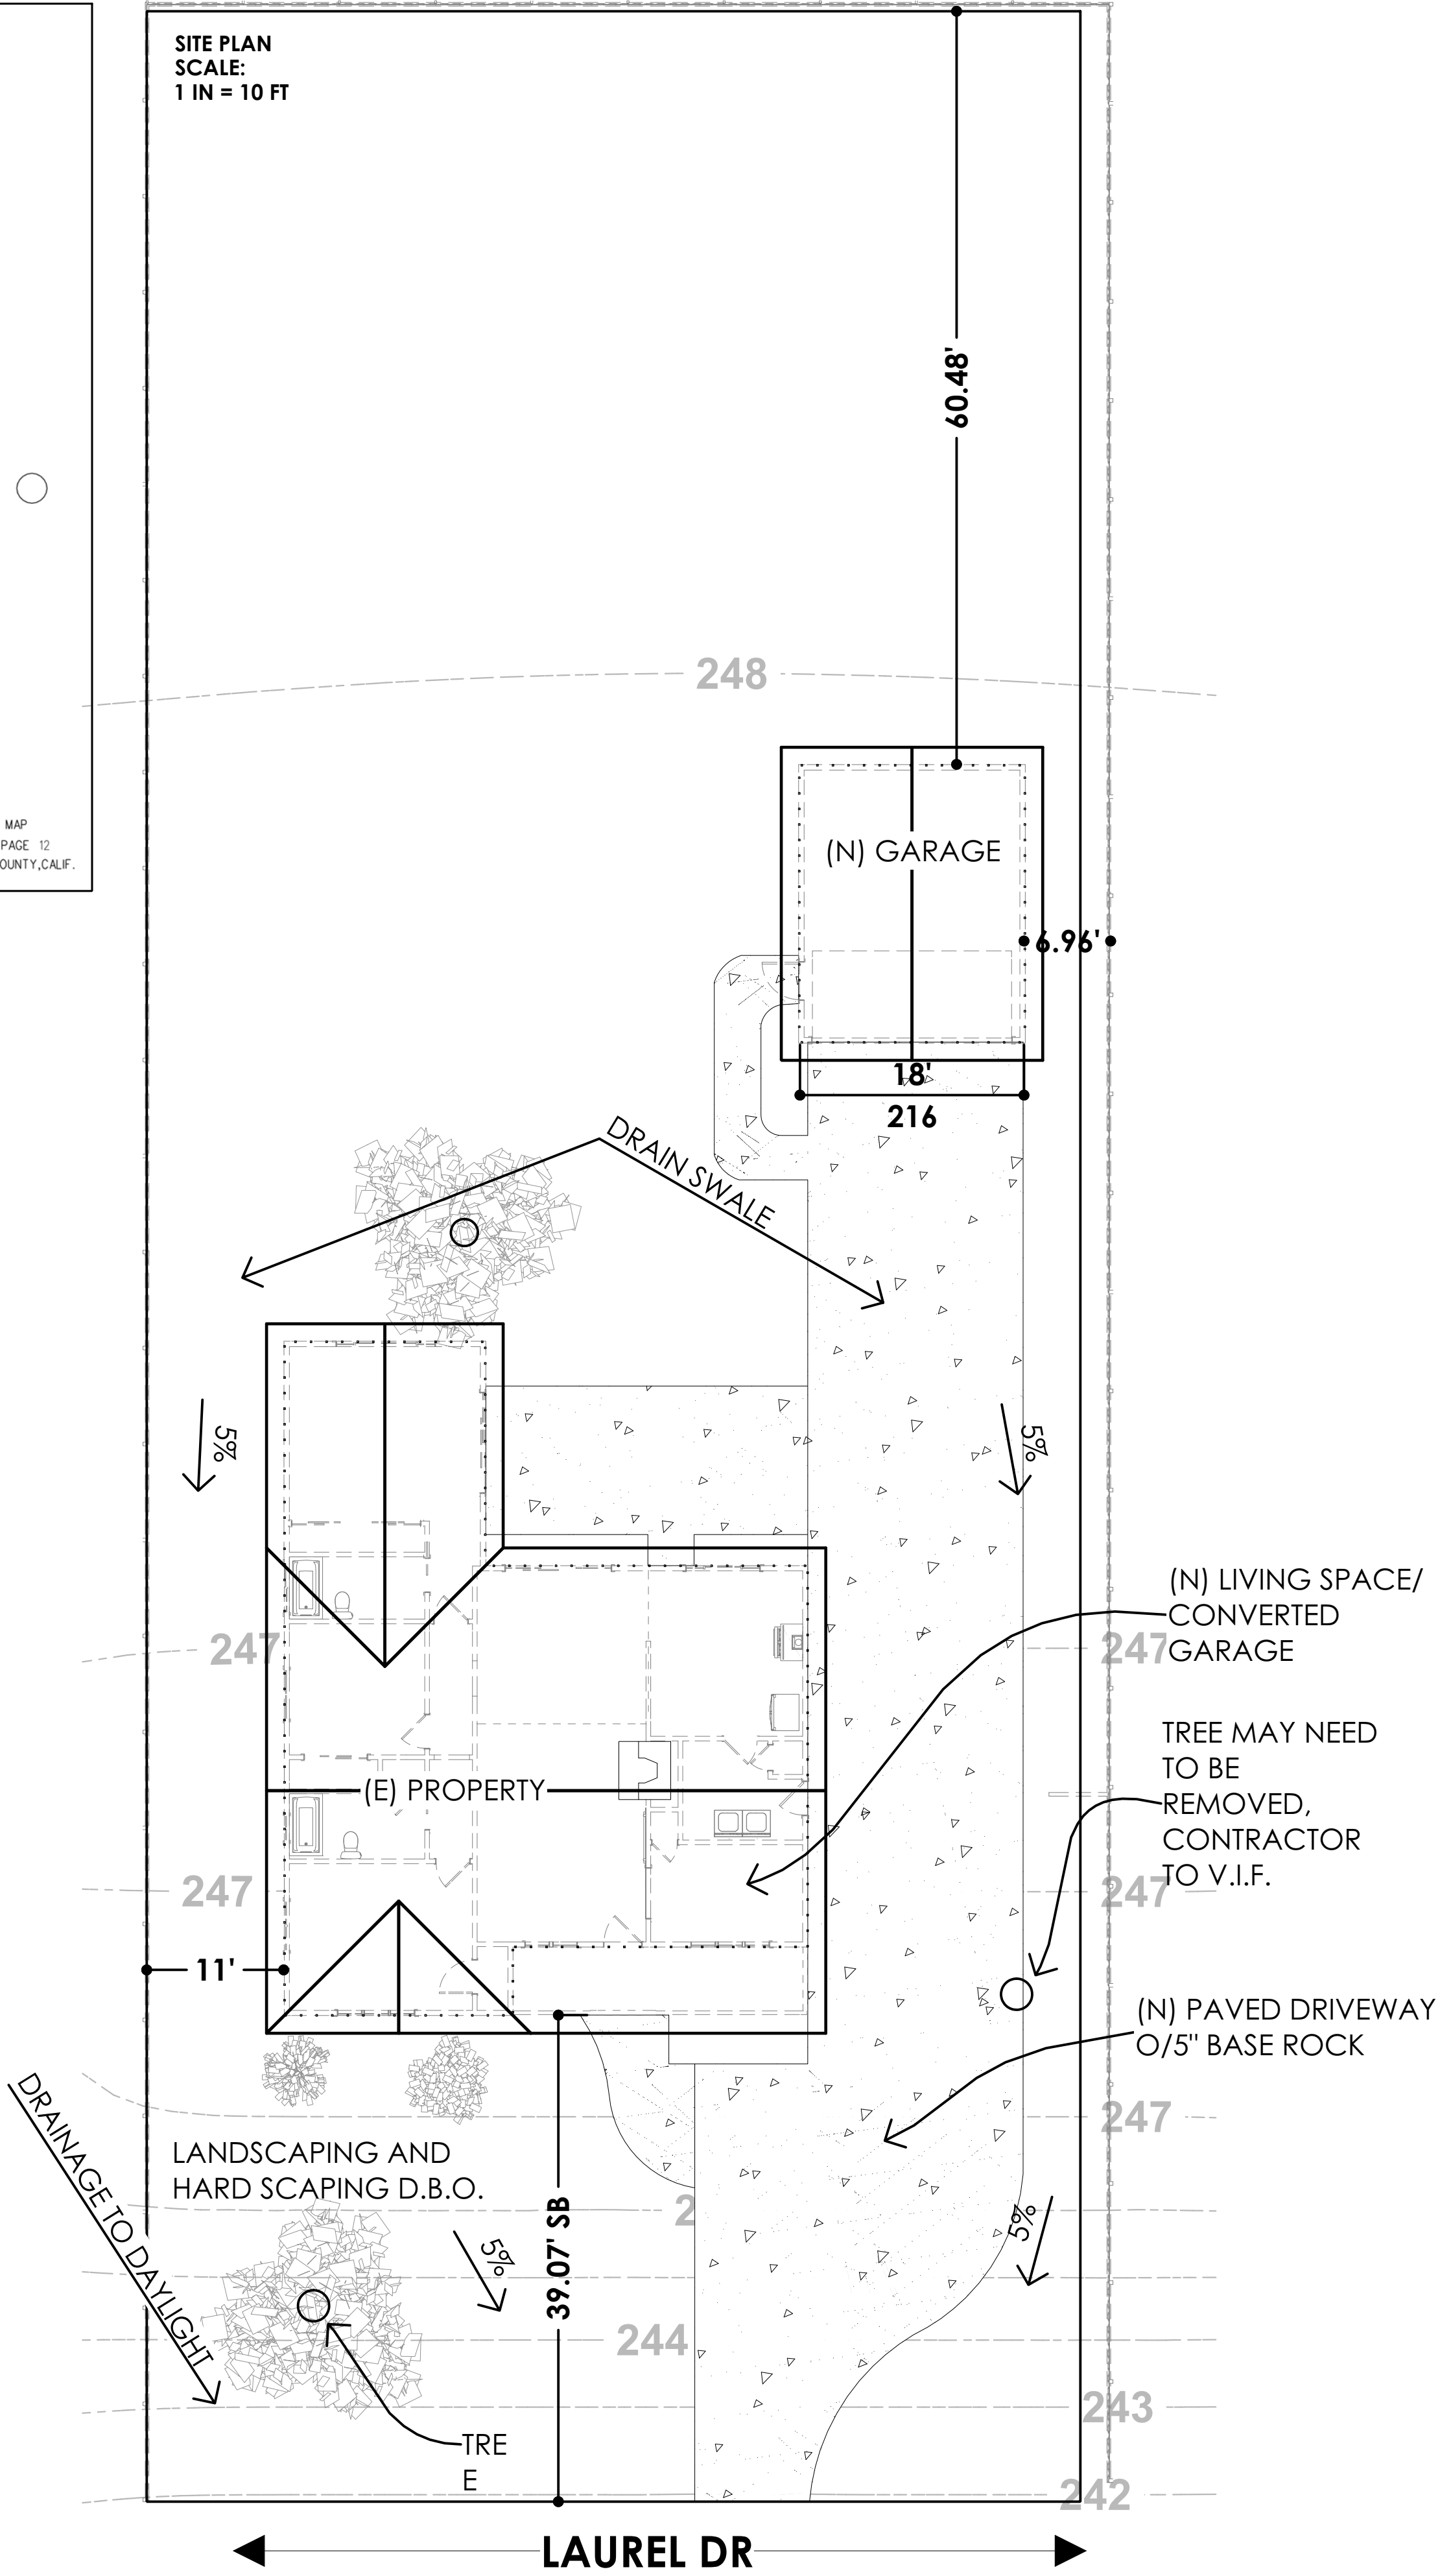 SITE PLAN
SCALE:
1 IN = 10 FT
60.48'
248
MAP
PAGE 12
OUNTY,CALIF.
(N) GARAGE
6.96'
18'
216
DRAIN SWALE
5%
5%
(N) LIVING SPACE/
CONVERTED
GARAGE
247
247
TREE MAY NEED
TO BE
REMOVED,
CONTRACTOR
TO V.I.F.
(E) PROPERTY
247
247
11'
(N) PAVED DRIVEWAY
O/5" BASE ROCK
247
DRAINAGE TO DAYLIGHT
LANDSCAPING AND
HARD SCAPING D.B.O.
2
39.07' SB
5%
5%
244
243
TRE
E
242
LAUREL DR